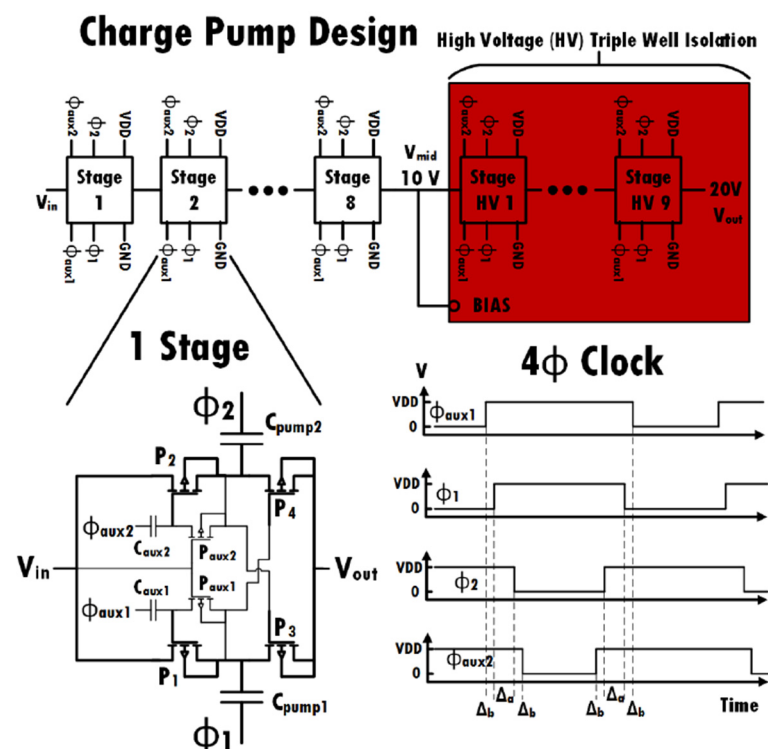 Charge Pump Design
High Voltage (HV) Triple Well Isolation
ϕaux2 ϕ2 VDD
ϕaux2 ϕ2 VDD
ϕaux2 ϕ2 VDD
ϕaux2 ϕ2 VDD
ϕaux2 ϕ2 VDD
Vmid
10 V
Vin
Stage
1
Stage
2
•••
Stage
8
Stage
HV 1
•••
Stage
HV 9
20V
Vout
ϕaux1 ϕ1 GND
ϕaux1 ϕ1 GND
ϕaux1 ϕ1 GND
ϕaux1 ϕ1 GND
ϕaux1 ϕ1 GND
BIAS
1 Stage
Φ2
Cpump2
P2
P4
ϕaux2
Caux2
Paux2
Vin
Vout
Caux1
Paux1
ϕaux1
P3
P1
Cpump1
Φ1
4ϕ Clock
V
VDD
0
ϕaux1
VDD
0
ϕ1
VDD
0
ϕ2
VDD
0
ϕaux2
Δa Δa
Δb Δb Δb Δb
Time